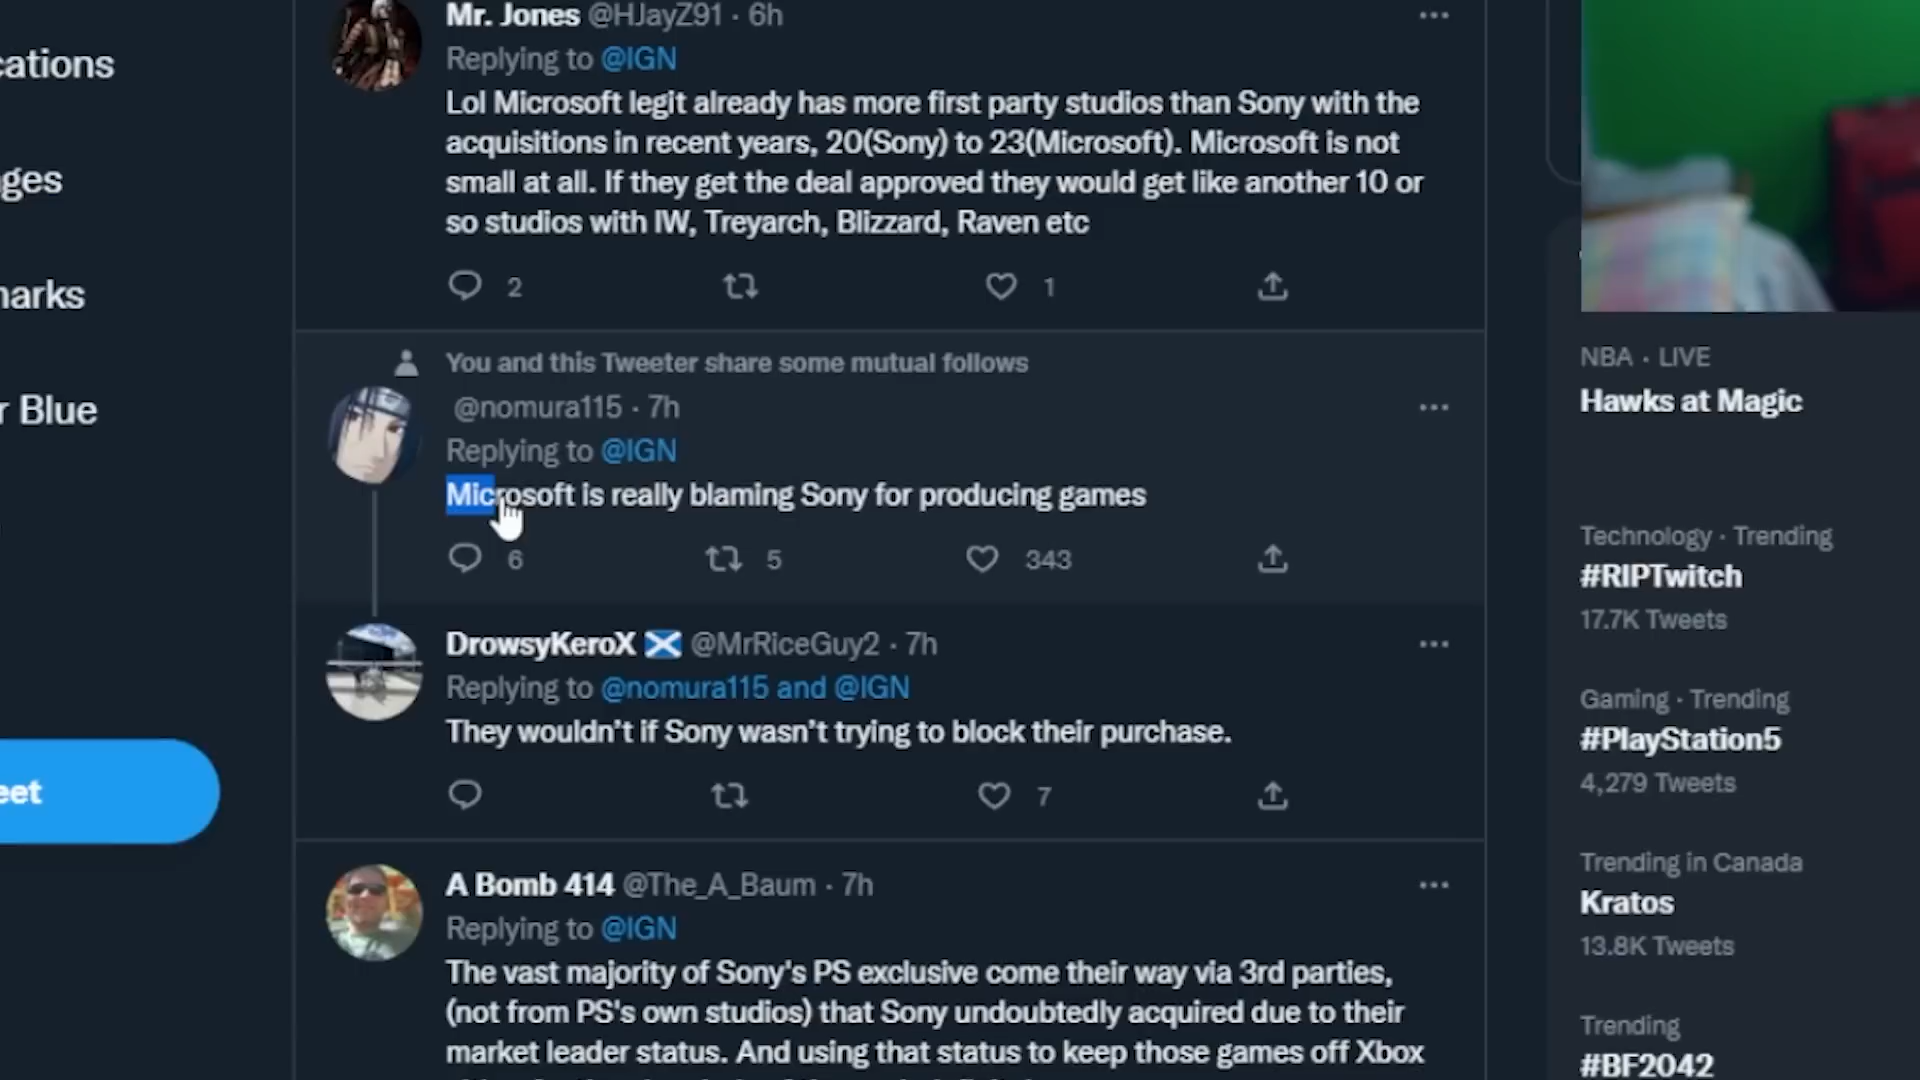 cations
ges
narks
r Blue
eet
Mr. Jones @HJayZ91 · 6h
Replying to @IGN
Lol Microsoft legit already has more first party studios than Sony with the
acquisitions in recent years, 20(Sony) to 23(Microsoft). Microsoft is not
small at all. If they get the deal approved they would get like another 10 or
so studios with IW, Treyarch, Blizzard, Raven etc
2
1
You and this Tweeter share some mutual follows
@nomura115 · 7h
Replying to @IGN
Microsoft is really blaming Sony for producing games
6
5
343
DrowsyKeroX @MrRiceGuy2 · 7h
Replying to @nomura115 and @IGN
They wouldn't if Sony wasn't trying to block their purchase.
7
A Bomb 414 @The_A_Baum · 7h
Replying to @IGN
The vast majority of Sony's PS exclusive come their way via 3rd parties,
(not from PS's own studios) that Sony undoubtedly acquired due to their
market leader status. And using that status to keep those games off Xbox
NBA · LIVE
Hawks at Magic
Technology · Trending
#RIPTwitch
17.7K Tweets
Gaming · Trending
#PlayStation5
4,279 Tweets
Trending in Canada
Kratos
13.8K Tweets
Trending
#BF2042